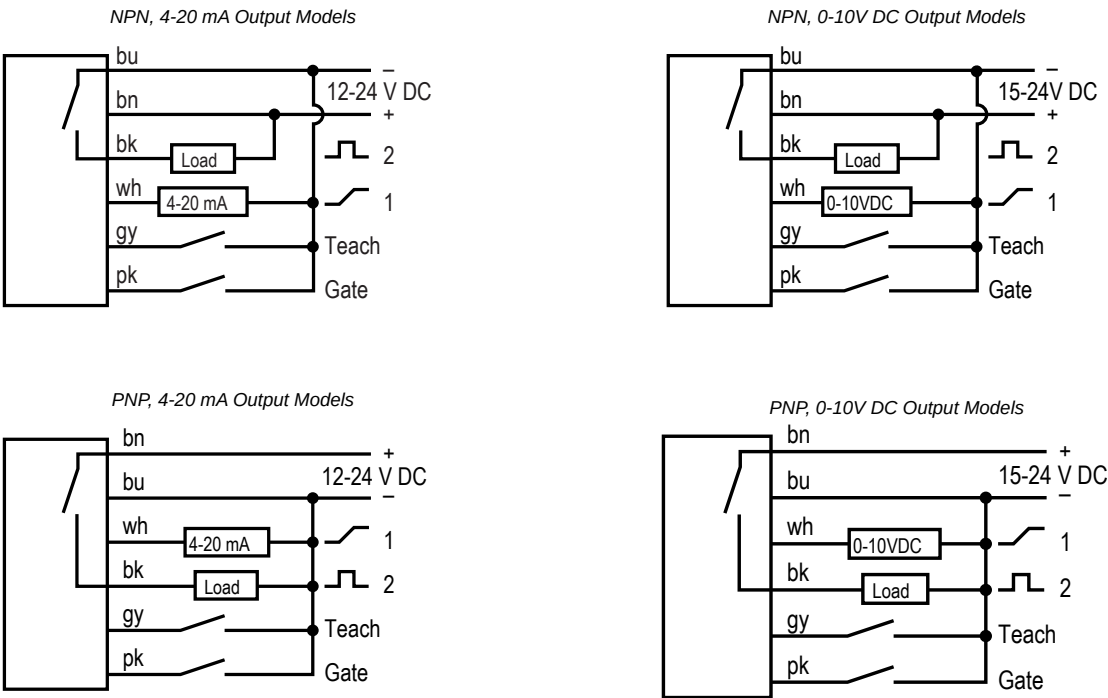 NPN, 4-20 mA Output Models
bu
–
12-24 V DC
bn
+
bk
Load
2
wh
4-20 mA
1
gy
Teach
pk
Gate
NPN, 0-10V DC Output Models
bu
–
15-24V DC
bn
+
bk
Load
2
wh
0-10VDC
1
gy
Teach
pk
Gate
PNP, 4-20 mA Output Models
bn
+
12-24 V DC
bu
–
wh
4-20 mA
1
bk
Load
2
gy
Teach
pk
Gate
PNP, 0-10V DC Output Models
bn
+
15-24 V DC
bu
–
wh
0-10VDC
1
bk
Load
2
gy
Teach
pk
Gate